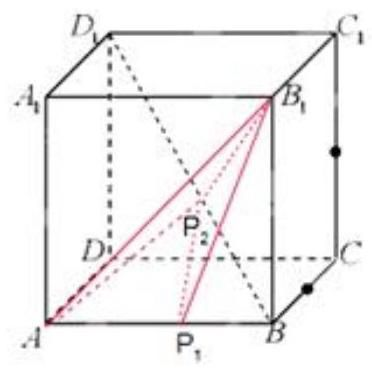 D₁ C₁
A₁ B₁
P₂
D C
A P₁ B